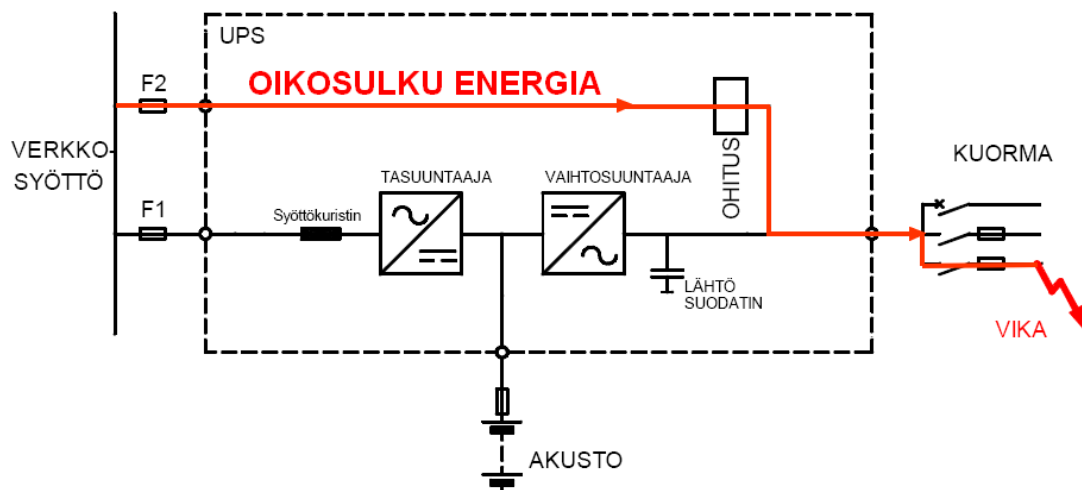 UPS
F2
OIKOSULKU ENERGIA
VERKKO-
SYÖTTÖ
OHITUS
KUORMA
TASUUNTAAJA
VAIHTOSUUNTAAJA
F1
Syöttökuristin
LÄHTÖ
SUODATIN
VIKA
AKUSTO